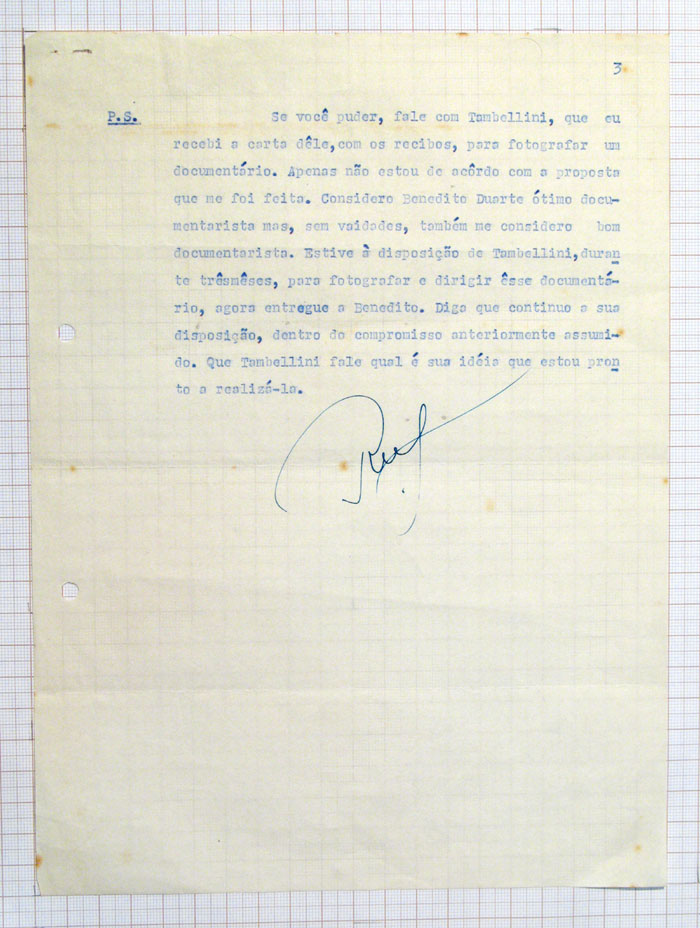 3
P.S. Se você puder, fale com Tambellini, que eu
recebi a carta dêle,com os recibos, para fotografar um
documentário. Apenas não estou de acôrdo com a proposta
que me foi feita. Considero Benedito Duarte ótimo docu-
mentarista mas, sem vaidades, também me considero bom
documentarista. Estive à disposição de Tambellini,duran
te trêsmêses, para fotografar e dirigir êsse documentá-
rio, agora entregue a Benedito. Diga que continuo a sua
disposição, dentro do compromisso anteriormente assumi-
do. Que Tambellini fale qual é sua idéia que estou pron
to a realizá-la.